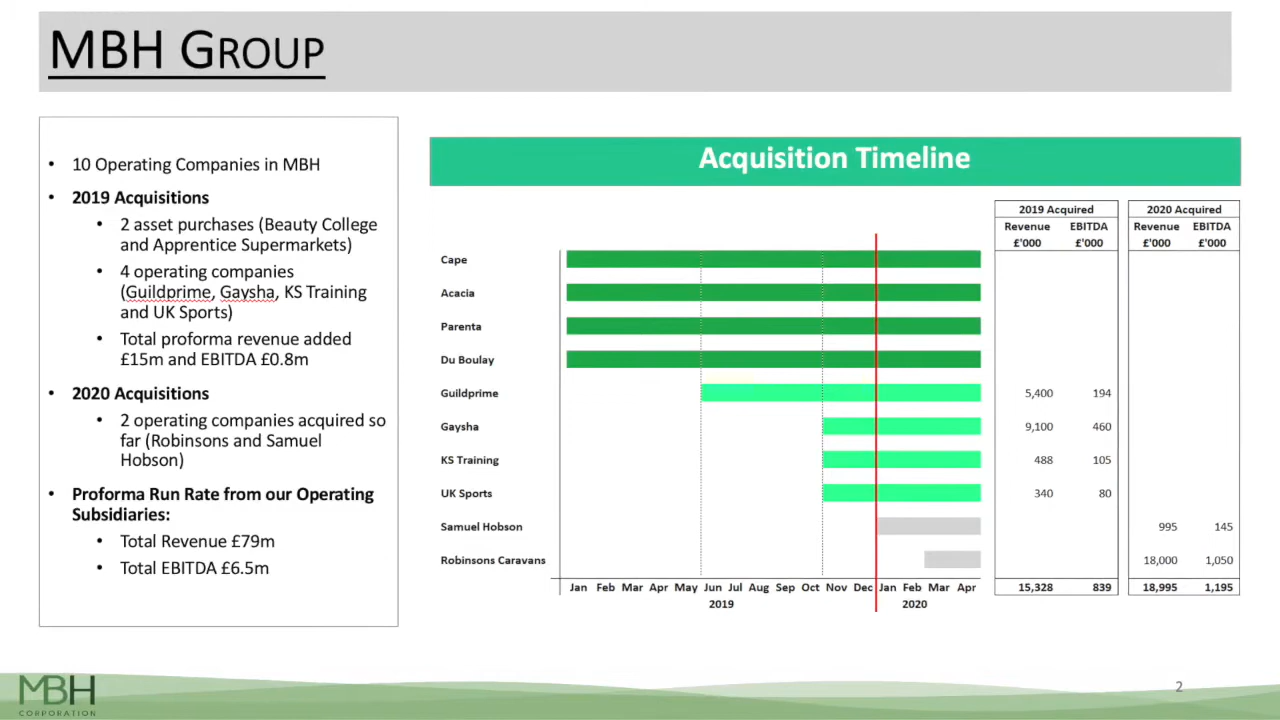 MBH GROUP
• 10 Operating Companies in MBH
• 2019 Acquisitions
• 2 asset purchases (Beauty College
and Apprentice Supermarkets)
• 4 operating companies
(Guildprime, Gaysha, KS Training
and UK Sports)
• Total proforma revenue added
£15m and EBITDA £0.8m
• 2020 Acquisitions
• 2 operating companies acquired so
far (Robinsons and Samuel
Hobson)
• Proforma Run Rate from our Operating
Subsidiaries:
• Total Revenue £79m
• Total EBITDA £6.5m
Acquisition Timeline
2019 Acquired 2020 Acquired
Revenue EBITDA Revenue EBITDA
£'000 £'000 £'000 £'000
Cape
Acacia
Parenta
Du Boulay
Guildprime 5,400 194
Gaysha 9,100 460
KS Training 488 105
UK Sports 340 80
Samuel Hobson 995 145
Robinsons Caravans 18,000 1,050
Jan Feb Mar Apr May Jun Jul Aug Sep Oct Nov Dec Jan Feb Mar Apr 15,328 839 18,995 1,195
2019 2020
MBH
CORPORATION
2